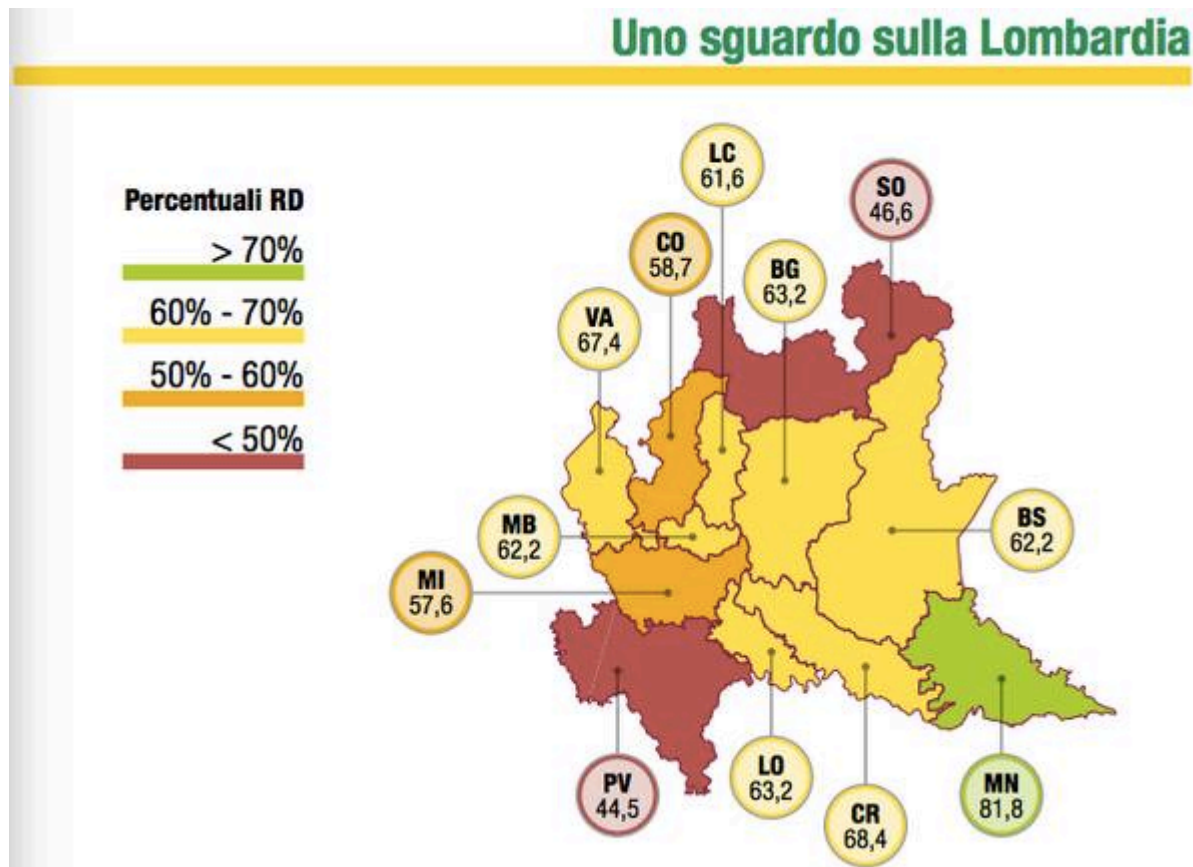 Uno sguardo sulla Lombardia
Percentuali RD
> 70%
60% - 70%
50% - 60%
< 50%
LC
61,6
SO
46,6
CO
58,7
BG
63,2
VA
67,4
MB
62,2
BS
62,2
MI
57,6
PV
44,5
LO
63,2
CR
68,4
MN
81,8